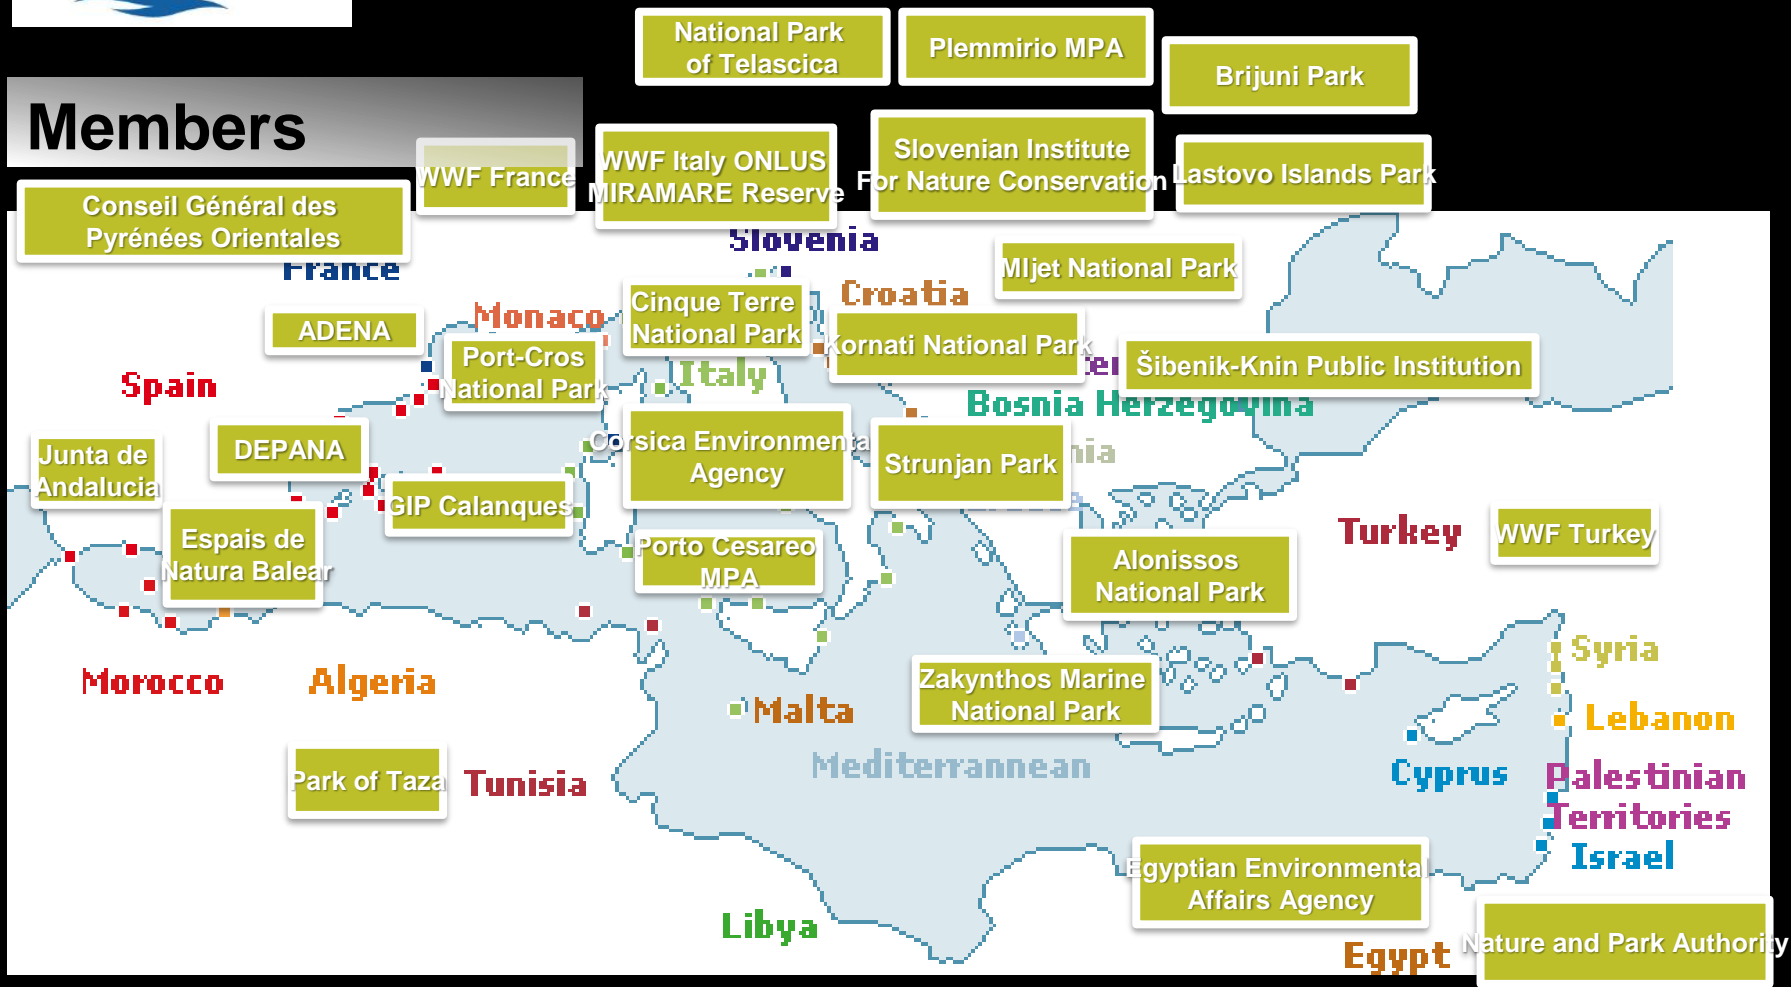 National Park
of Telascica
Plemmirio MPA
Brijuni Park
Members
WWF France
WWF Italy ONLUS
MIRAMARE Reserve
Slovenian Institute
For Nature Conservation
Lastovo Islands Park
Conseil Général des
Pyrénées Orientales
Slovenia
France
Mljet National Park
Croatia
Monaco
Cinque Terre
National Park
ADENA
Kornati National Park
Port-Cros
National Park
Šibenik-Knin Public Institution
Italy
Spain
Bosnia Herzegovina
Junta de
Andalucia
DEPANA
Corsica Environmental
Agency
Strunjan Park
GIP Calanques
Espais de
Natura Balear
Porto Cesareo
MPA
Alonissos
National Park
Turkey
WWF Turkey
Syria
Morocco
Algeria
Zakynthos Marine
National Park
Malta
Lebanon
Mediterrannean
Park of Taza
Tunisia
Cyprus
Palestinian
Territories
Israel
Egyptian Environmental
Affairs Agency
Libya
Egypt
Nature and Park Authority